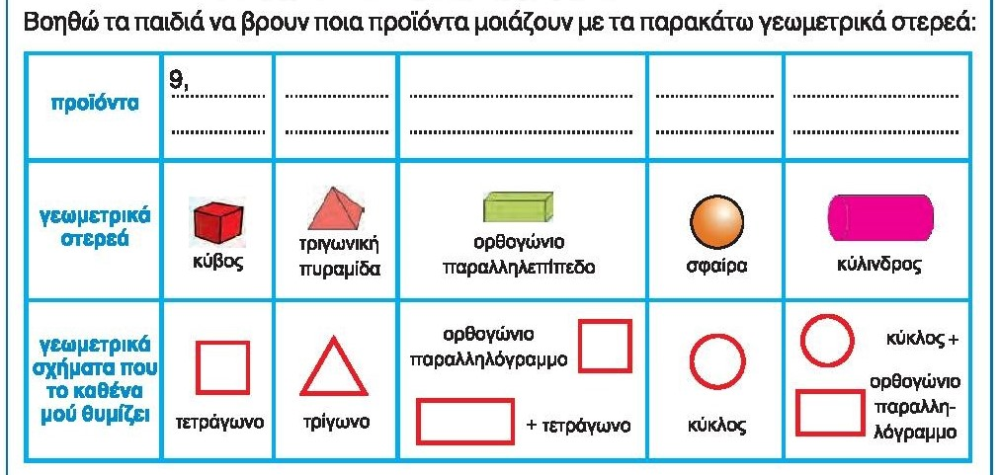 Βοηθώ τα παιδιά να βρουν ποια προϊόντα μοιάζουν με τα παρακάτω γεωμετρικά στερεά:
προϊόντα
9,
γεωμετρικά
στερεά
κύβος
τριγωνική
πυραμίδα
ορθογώνιο
παραλληλεπίπεδο
σφαίρα
κύλινδρος
γεωμετρικά
σχήματα που
το καθένα
μού θυμίζει
τετράγωνο
τρίγωνο
ορθογώνιο
παραλληλόγραμμο
+ τετράγωνο
κύκλος
κύκλος +
ορθογώνιο
παραλλη-
λόγραμμο